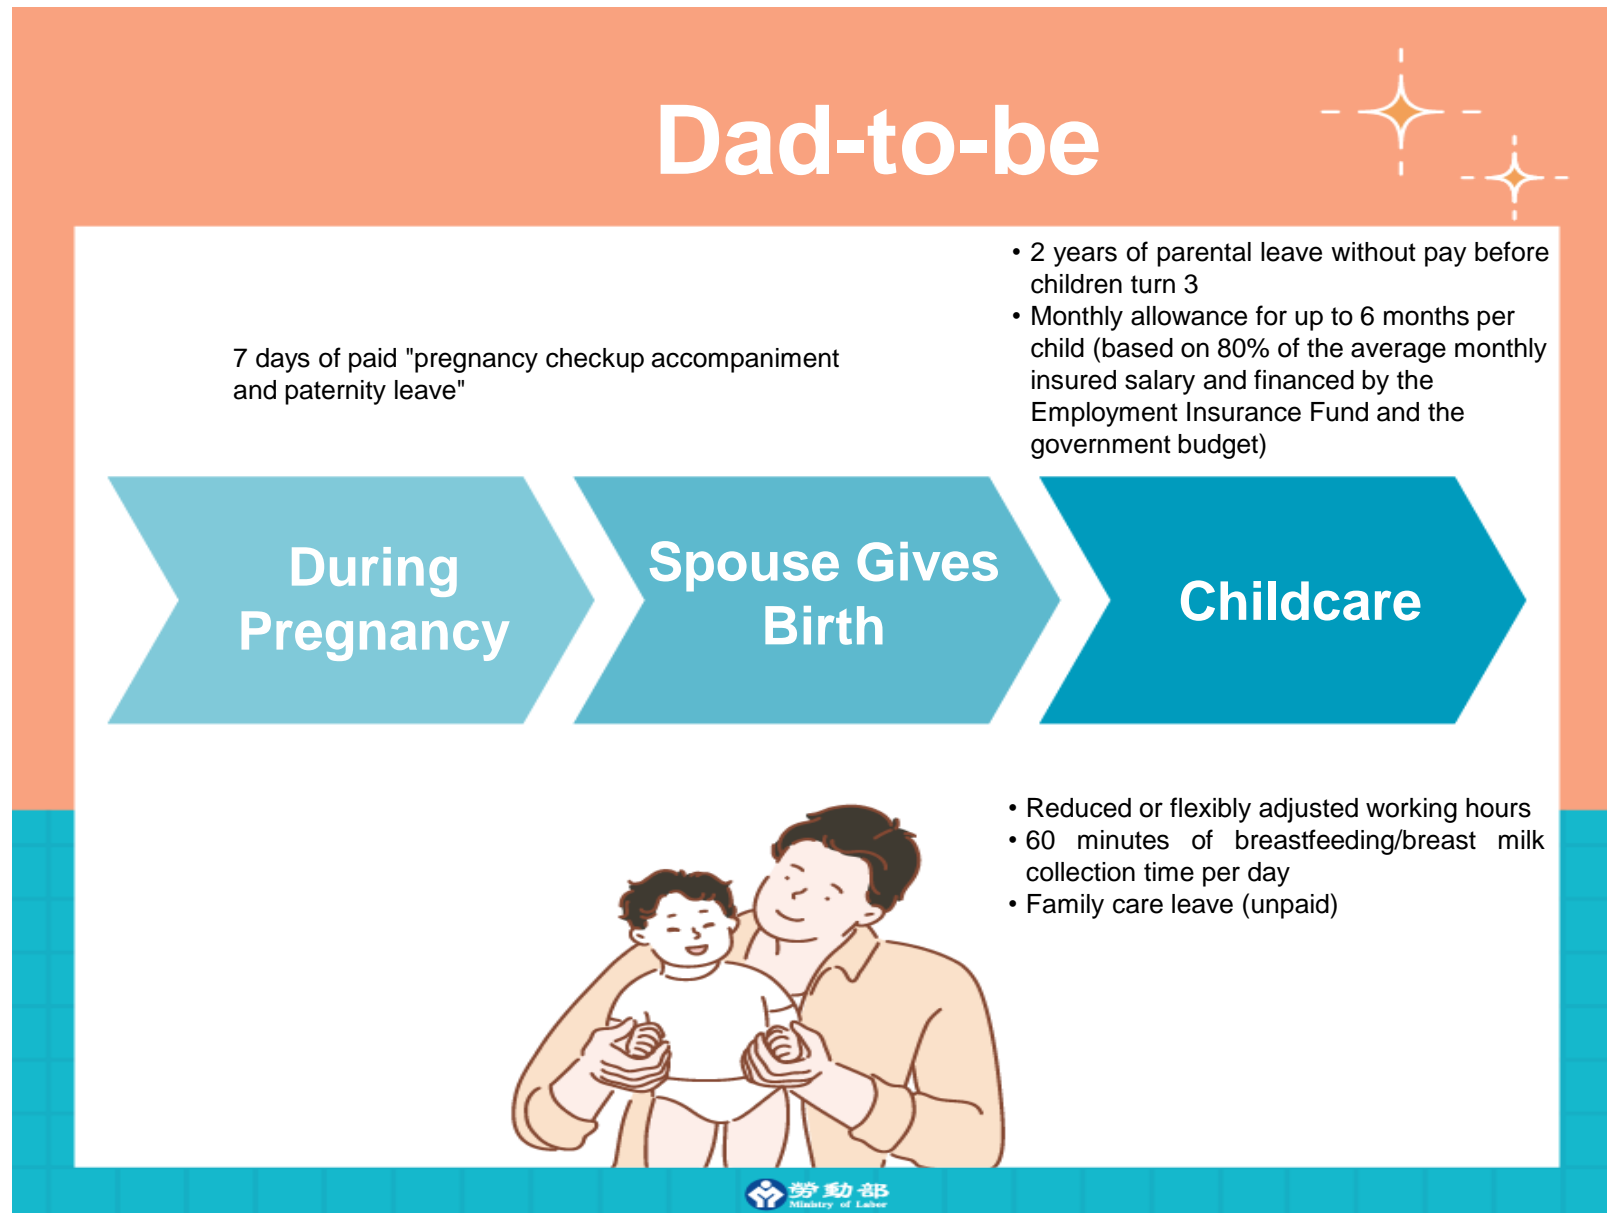 Dad-to-be
7 days of paid "pregnancy checkup accompaniment
and paternity leave"
• 2 years of parental leave without pay before
children turn 3
• Monthly allowance for up to 6 months per
child (based on 80% of the average monthly
insured salary and financed by the
Employment Insurance Fund and the
government budget)
During
Pregnancy
Spouse Gives
Birth
Childcare
• Reduced or flexibly adjusted working hours
• 60 minutes of breastfeeding/breast milk
collection time per day
• Family care leave (unpaid)
勞動部
Ministry of Labor